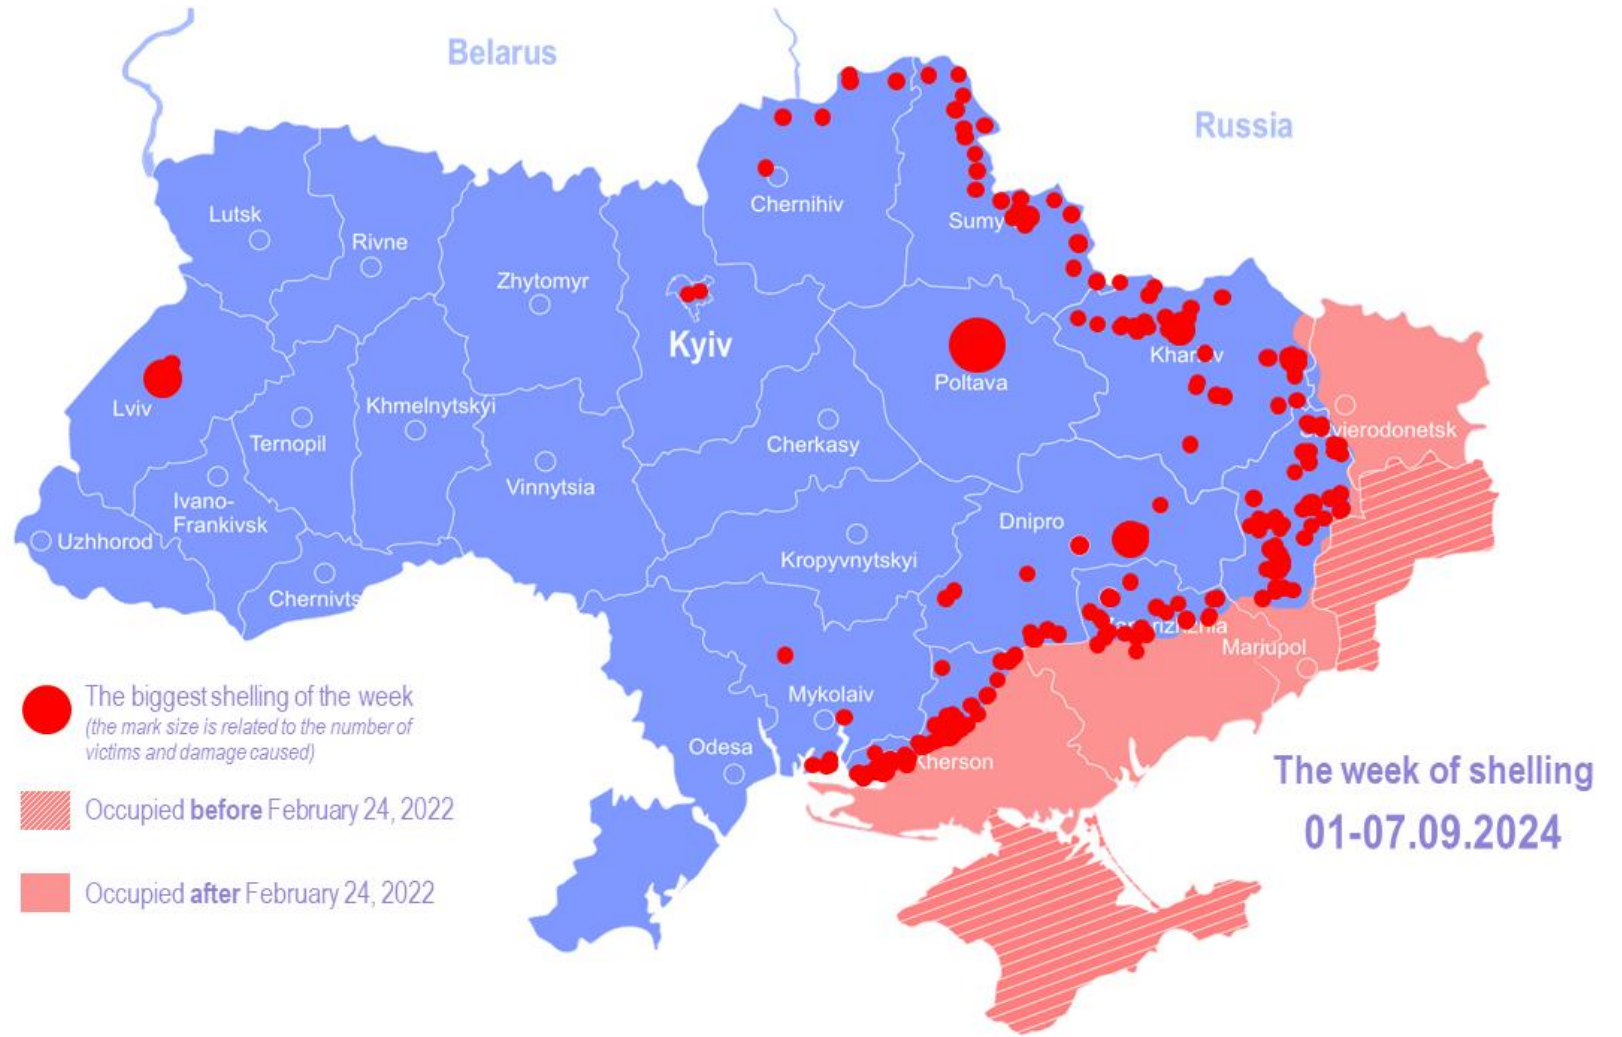 Belarus
Russia
Lutsk
Rivne
Chernihiv
Sumy
Zhytomyr
Kyiv
Lviv
Khmelnytskyi
Ternopil
Poltava
Cherkasy
Vinnytsia
Ivano-
Frankivsk
Uzhhorod
Dnipro
Kropyvnytskyi
Mariupol
Mykolaiv
Odesa
Kherson
The biggest shelling of the week
(the mark size is related to the number of
victims and damage caused)
Occupied before February 24, 2022
Occupied after February 24, 2022
The week of shelling
01-07.09.2024